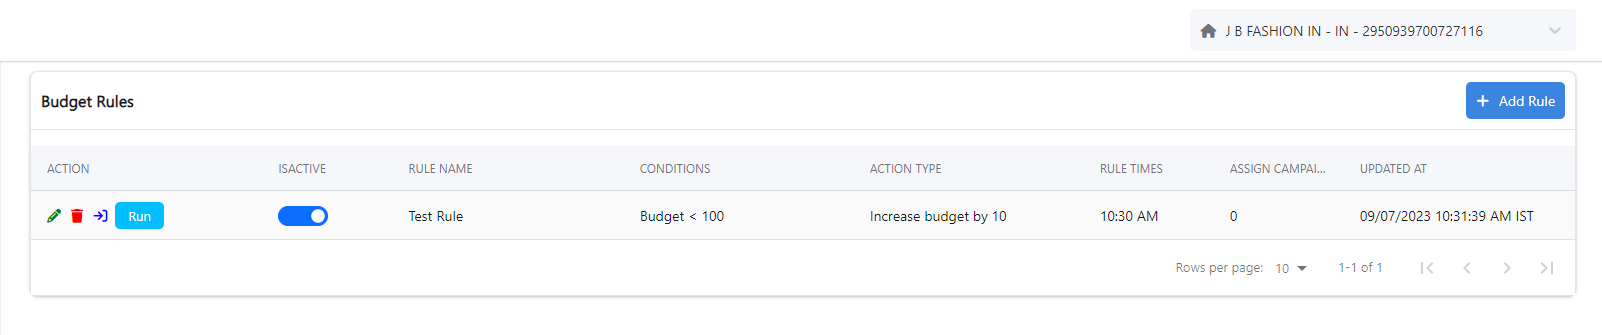 J B FASHION IN - IN - 2950939700727116
Budget Rules
Add Rule
ACTION ISACTIVE RULE NAME CONDITIONS ACTION TYPE RULE TIMES ASSIGN CAMPAI... UPDATED AT
Run Test Rule Budget < 100 Increase budget by 10 10:30 AM 0 09/07/2023 10:31:39 AM IST
Rows per page: 10 1-1 of 1